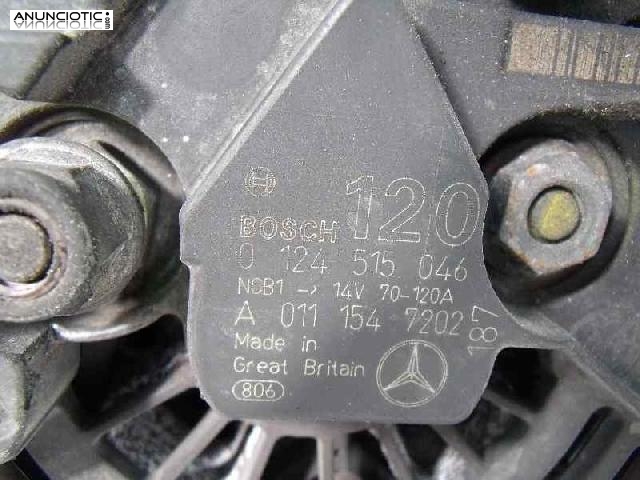 ANUNCIOTIC.com
120
BOSCH
0 124 515 046
NCB1 -> 14V 70-120A
A 011 154 7202
187
Made in
Great Britain
806